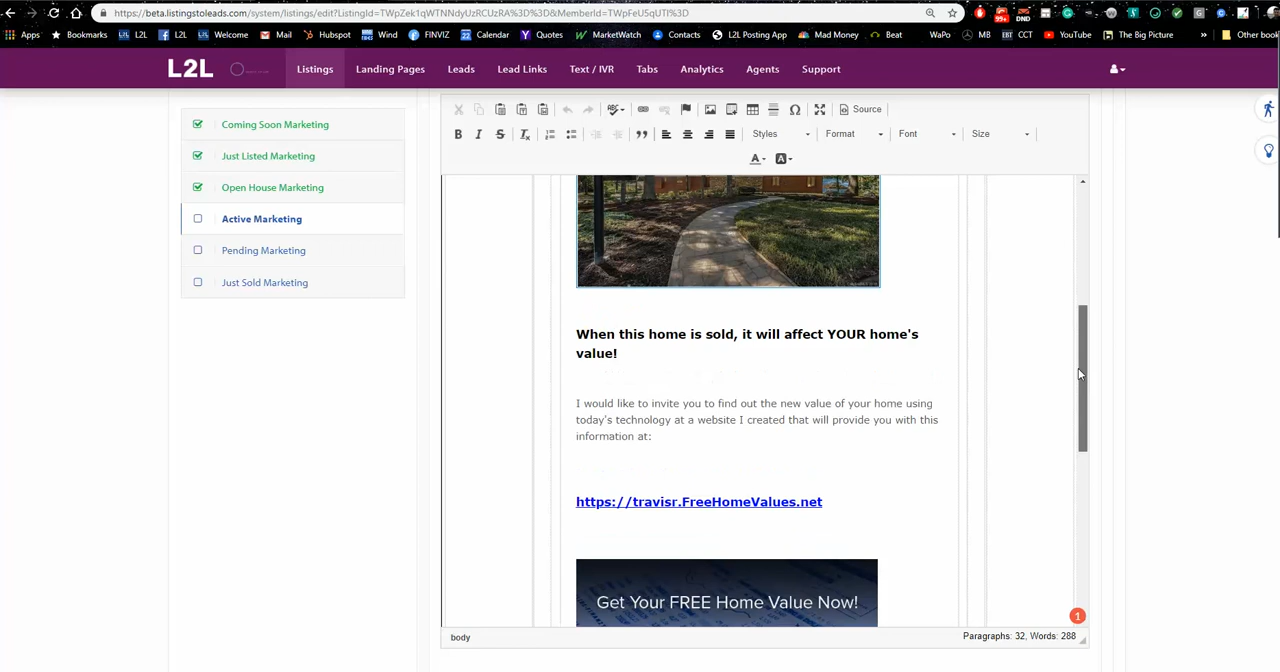 https://beta.listingstoleads.com/system/listings/edit?ListingId=TWpZek1qWTNNdyUzRCUzRA%3D%3D&MemberId=TWpFeU5qUTI%3D
Apps Bookmarks L2L L2L Welcome Mail Hubspot Wind FINVIZ Calendar Quotes MarketWatch Contacts L2L Posting App Mad Money Beat WaPo MB CCT YouTube The Big Picture » Other book
L2L Listings Landing Pages Leads Lead Links Text / IVR Tabs Analytics Agents Support
Coming Soon Marketing
Just Listed Marketing
Open House Marketing
Active Marketing
Pending Marketing
Just Sold Marketing
Source
B I S Styles Format Font Size
A A
When this home is sold, it will affect YOUR home's
value!
I would like to invite you to find out the new value of your home using
today's technology at a website I created that will provide you with this
information at:
https://travisr.FreeHomeValues.net
Get Your FREE Home Value Now!
1
body Paragraphs: 32, Words: 288